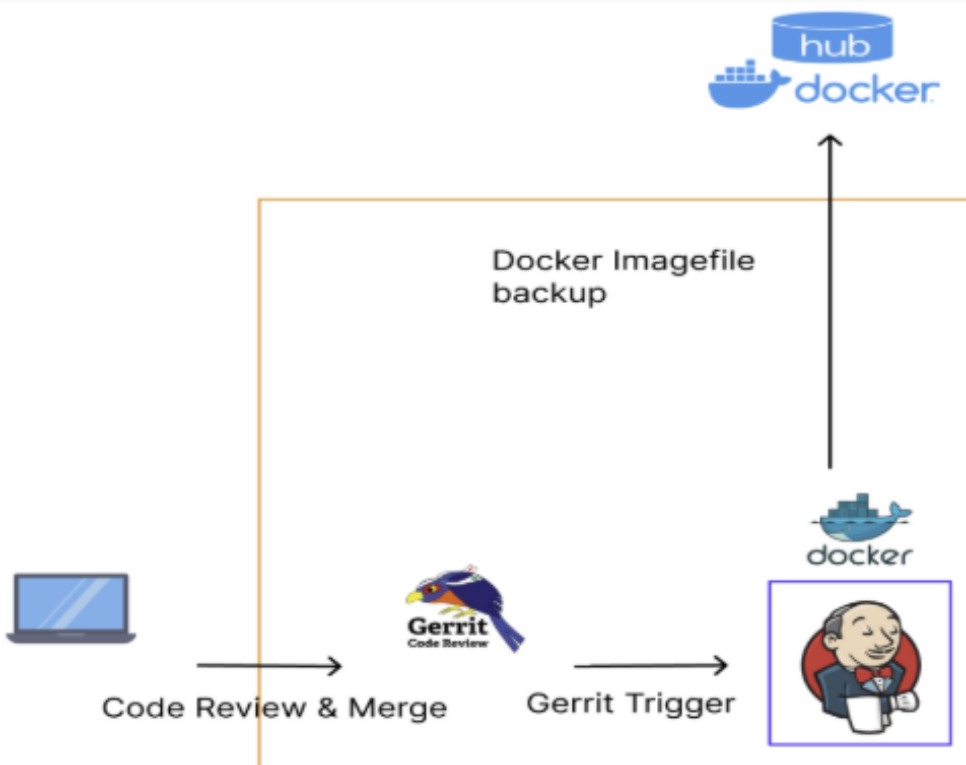 hub
docker
Docker Imagefile
backup
docker
Gerrit
Code Review
Code Review & Merge
Gerrit Trigger